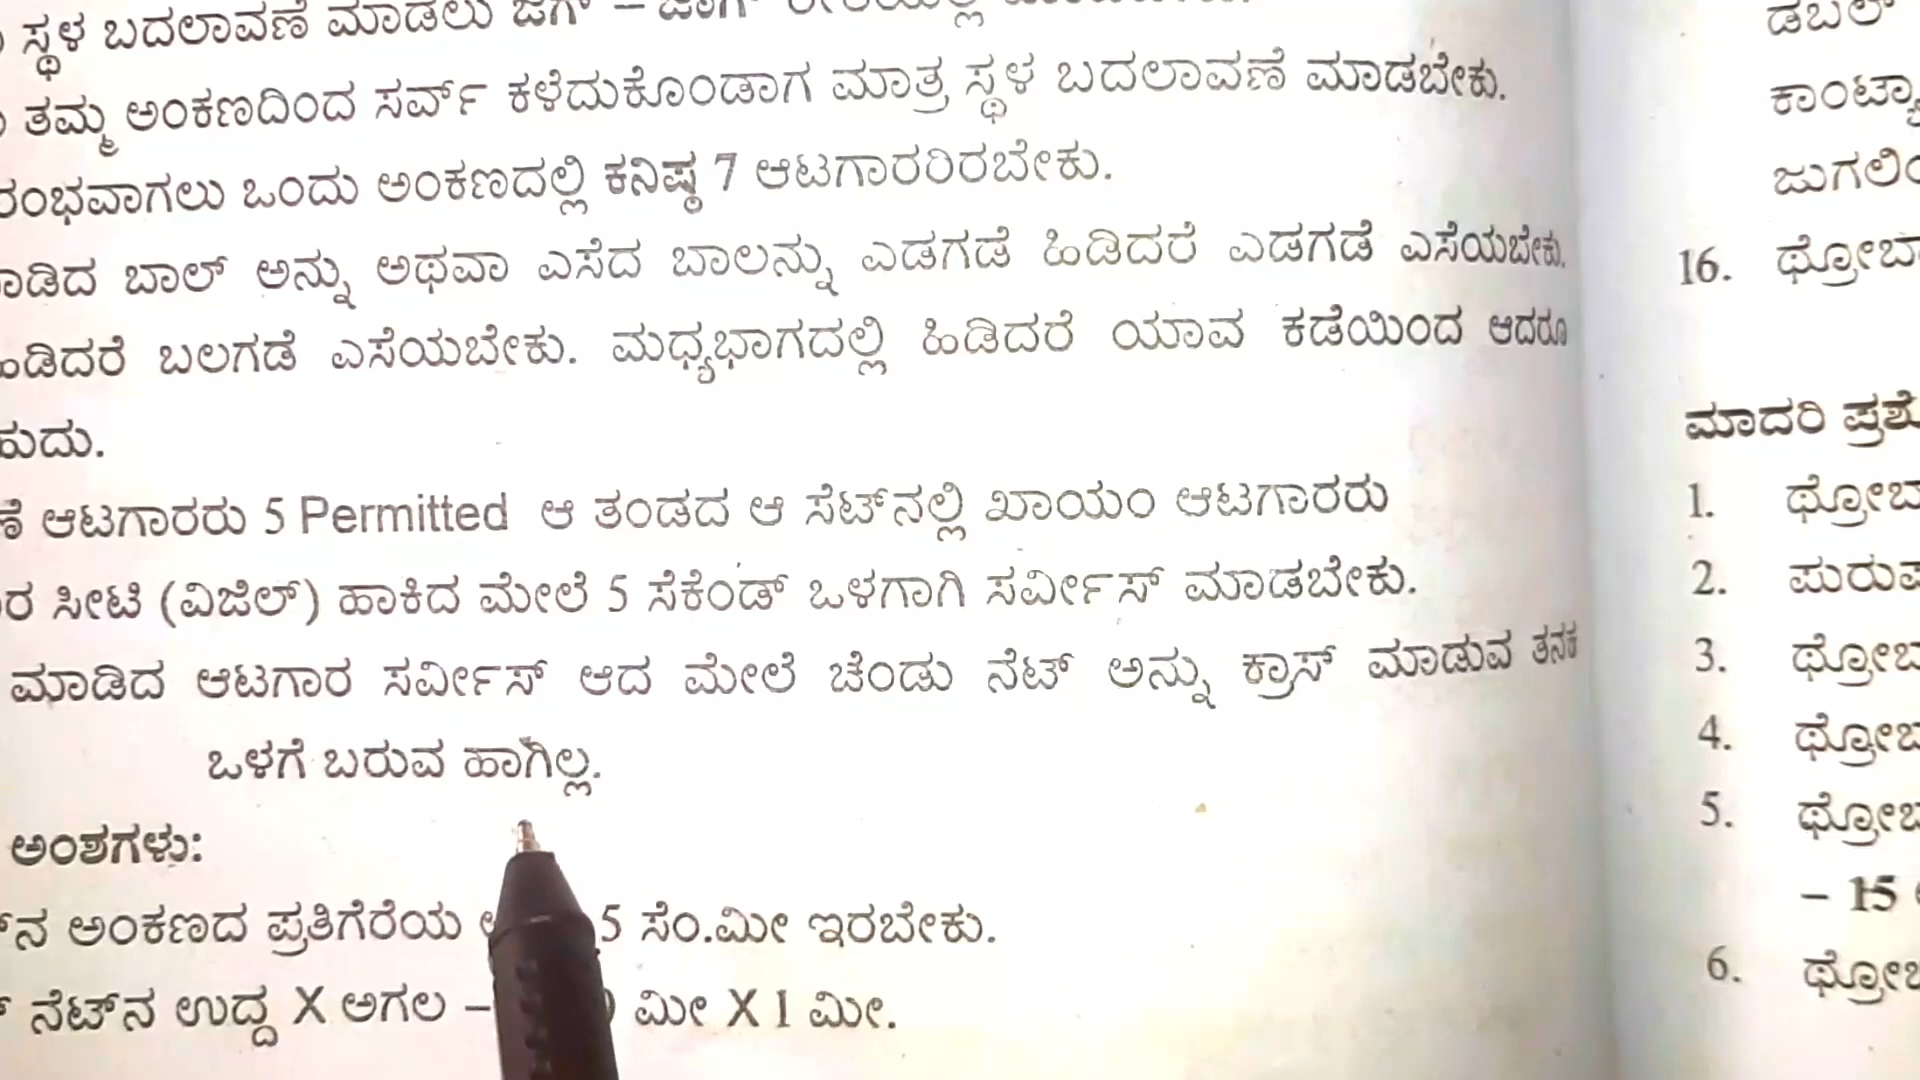 ಸ್ಥಳ ಬದಲಾವಣೆ ಮಾಡಲು ಜಿಗ್ – ಜಾಗ್
ತಮ್ಮ ಅಂಕಣದಿಂದ ಸರ್ವ್ ಕಳೆದುಕೊಂಡಾಗ ಮಾತ್ರ ಸ್ಥಳ ಬದಲಾವಣೆ ಮಾಡಬೇಕು.
ರಂಭವಾಗಲು ಒಂದು ಅಂಕಣದಲ್ಲಿ ಕನಿಷ್ಠ 7 ಆಟಗಾರರಿರಬೇಕು.
ಾಡಿದ ಬಾಲ್ ಅನ್ನು ಅಥವಾ ಎಸೆದ ಬಾಲನ್ನು ಎಡಗಡೆ ಹಿಡಿದರೆ ಎಡಗಡೆ ಎಸೆಯಬೇಕು.
ಹಿಡಿದರೆ ಬಲಗಡೆ ಎಸೆಯಬೇಕು. ಮಧ್ಯಭಾಗದಲ್ಲಿ ಹಿಡಿದರೆ ಯಾವ ಕಡೆಯಿಂದ ಆದರೂ
ಹುದು.
ಣೆ ಆಟಗಾರರು 5 Permitted ಆ ತಂಡದ ಆ ಸೆಟ್‌ನಲ್ಲಿ ಖಾಯಂ ಆಟಗಾರರು
ರ ಸೀಟಿ (ವಿಜಿಲ್) ಹಾಕಿದ ಮೇಲೆ 5 ಸೆಕೆಂಡ್ ಒಳಗಾಗಿ ಸರ್ವೀಸ್ ಮಾಡಬೇಕು.
ಮಾಡಿದ ಆಟಗಾರ ಸರ್ವೀಸ್ ಆದ ಮೇಲೆ ಚೆಂಡು ನೆಟ್ ಅನ್ನು ಕ್ರಾಸ್ ಮಾಡುವ ತನಕ
ಒಳಗೆ ಬರುವ ಹಾಗಿಲ್ಲ.
ಅಂಶಗಳು:
್‌ನ ಅಂಕಣದ ಪ್ರತಿಗೆರೆಯ 5 ಸೆಂ.ಮೀ ಇರಬೇಕು.
ನೆಟ್‌ನ ಉದ್ದ X ಅಗಲ – ಮೀ X 1 ಮೀ.
ಡಬಲ್
ಕಾಂಟ್ಯಾ
ಜುಗಲಿಂ
16. ಥ್ರೋಬಾ
ಮಾದರಿ ಪ್ರಶ್ನೆ
1. ಥ್ರೋಬಾ
2. ಪುರುಷ
3. ಥ್ರೋಬಾ
4. ಥ್ರೋಬಾ
5. ಥ್ರೋಬಾ
– 15
6. ಥ್ರೋಬಾ